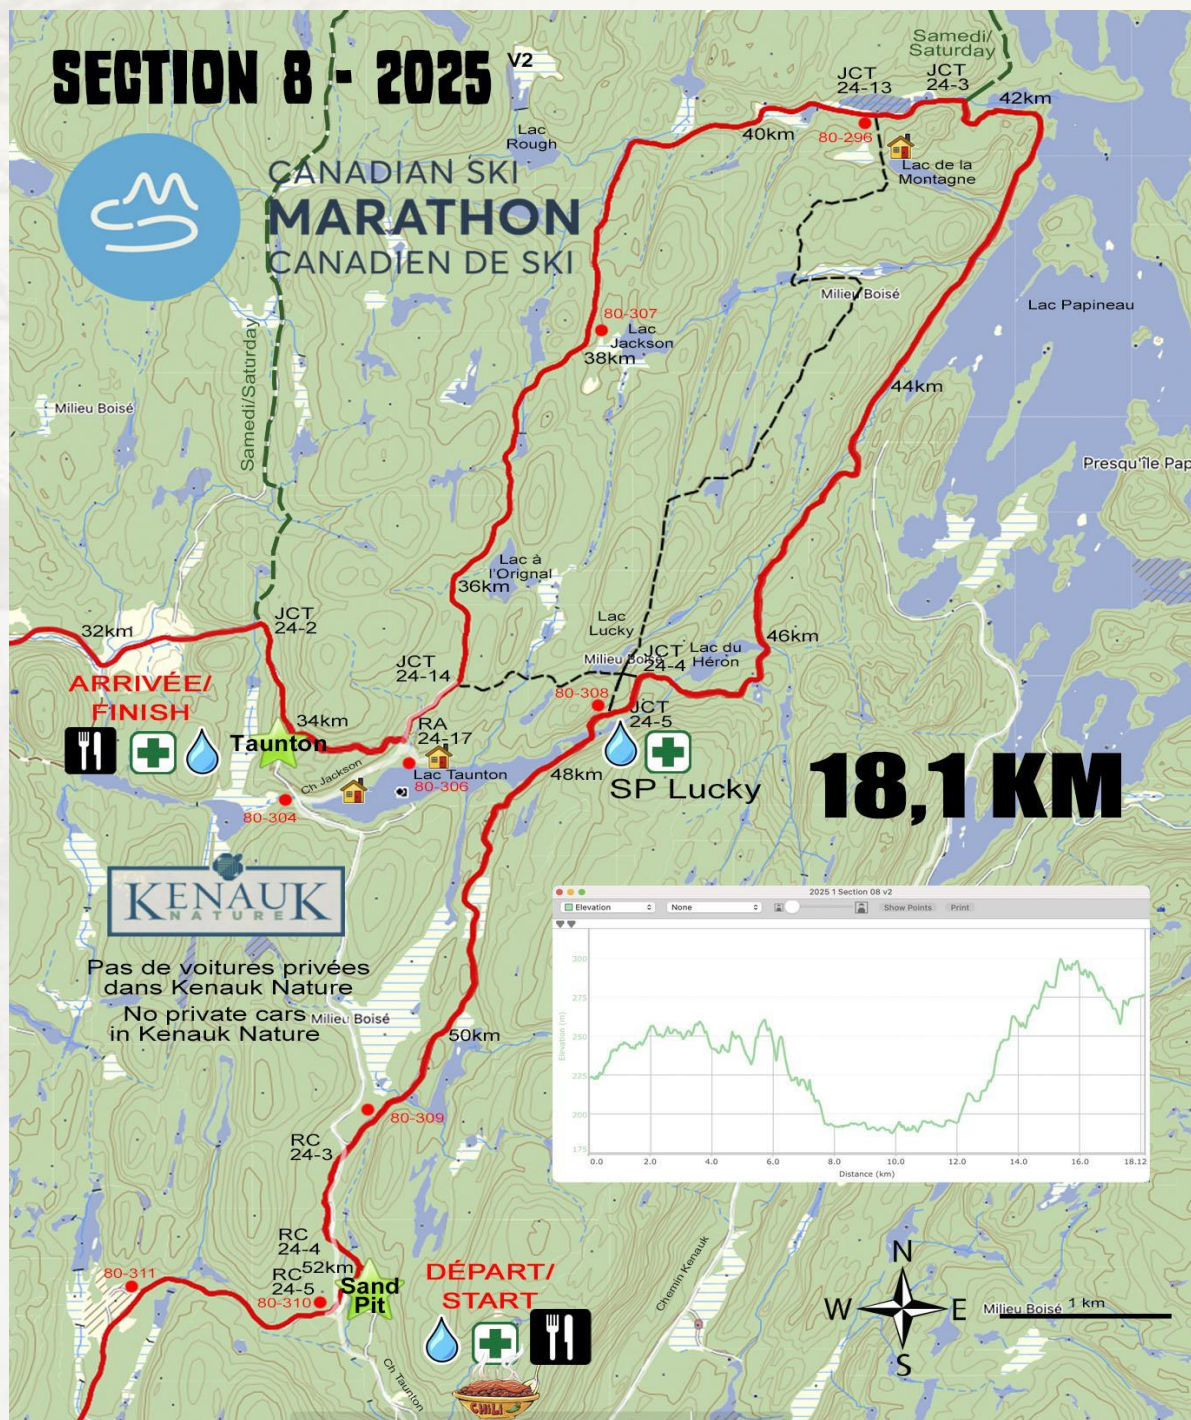 SECTION 8 - 2025 V2
CANADIAN SKI
MARATHON
CANADIEN DE SKI
Samedi/
Saturday
JCT
24-13
JCT
24-3
42km
40km
80-296
Lac
Rough
Lac de la
Montagne
Milieu Boisé
Lac Papineau
80-307
Lac
Jackson
38km
Samedi/Saturday
Milieu Boisé
44km
Presqu'île Pap
Lac à
l'Orignal
36km
32km
JCT
24-2
Lac
Lucky
46km
JCT
24-14
Milieu Boisé
JCT
24-4
Lac du
Héron
ARRIVÉE/
FINISH
80-308
JCT
24-5
34km
RA
24-17
Taunton
Ch Jackson
Lac Taunton
80-306
48km
SP Lucky
18,1 KM
80-304
KENAUK
NATURE
Pas de voitures privées
dans Kenauk Nature
No private cars
in Kenauk Nature
Milieu Boisé
50km
80-309
RC
24-3
2025 1 Section 08 v2
Elevation
None
Show Points
Print
300
275
250
225
200
175
Elevation (m)
0.0 2.0 4.0 6.0 8.0 10.0 12.0 14.0 16.0 18.12
Distance (km)
RC
24-4
52km
RC
24-5
80-311
80-310
Sand
Pit
DÉPART/
START
CHILI
Ch Taunton
Chemin Kenauk
N
W E
S
Milieu Boisé
1 km